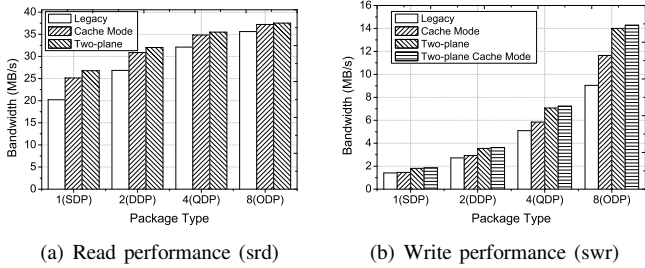 40
35
30
25
20
15
10
5
0
Bandwidth (MB/s)
Legacy
Cache Mode
Two-plane
1(SDP) 2(DDP) 4(QDP) 8(ODP)
Package Type
(a) Read performance (srd)
16
14
12
10
8
6
4
2
0
Bandwidth (MB/s)
Legacy
Cache Mode
Two-plane
Two-plane Cache Mode
1(SDP) 2(DDP) 4(QDP) 8(ODP)
Package Type
(b) Write performance (swr)